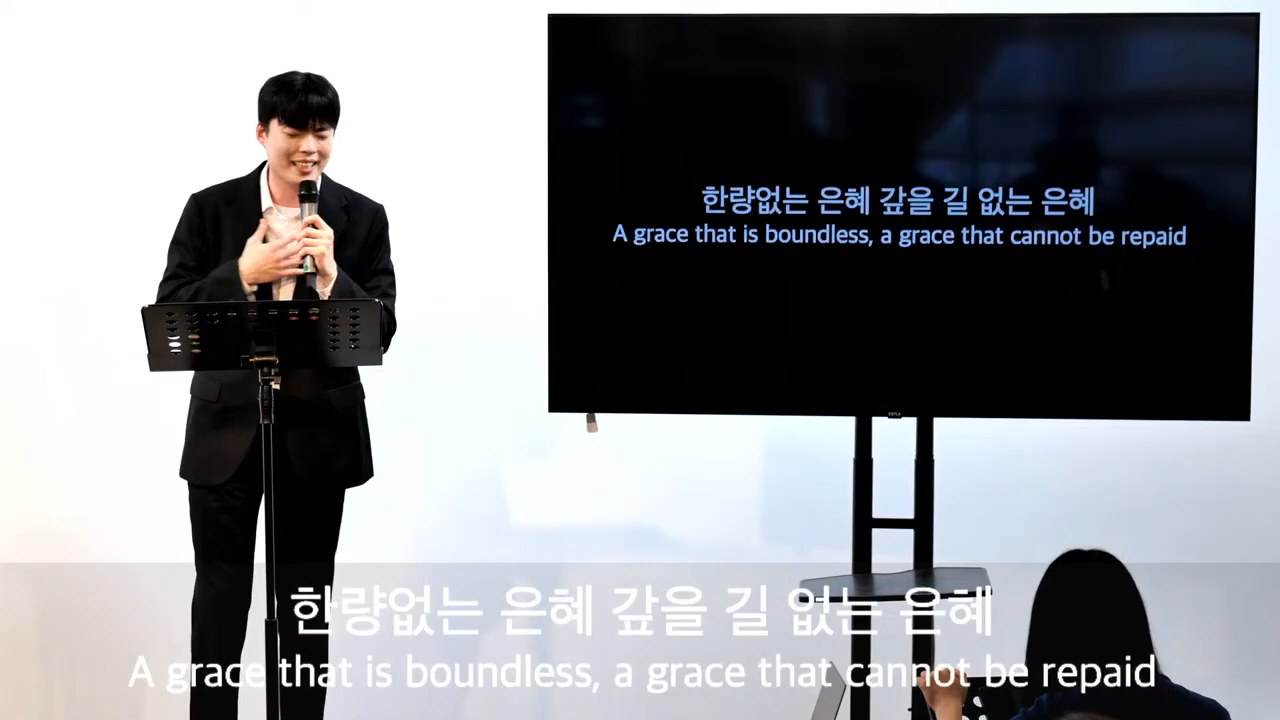 한량없는 은혜 갚을 길 없는 은혜
A grace that is boundless, a grace that cannot be repaid
한량없는 은혜 갚을 길 없는 은혜
A grace that is boundless, a grace that cannot be repaid